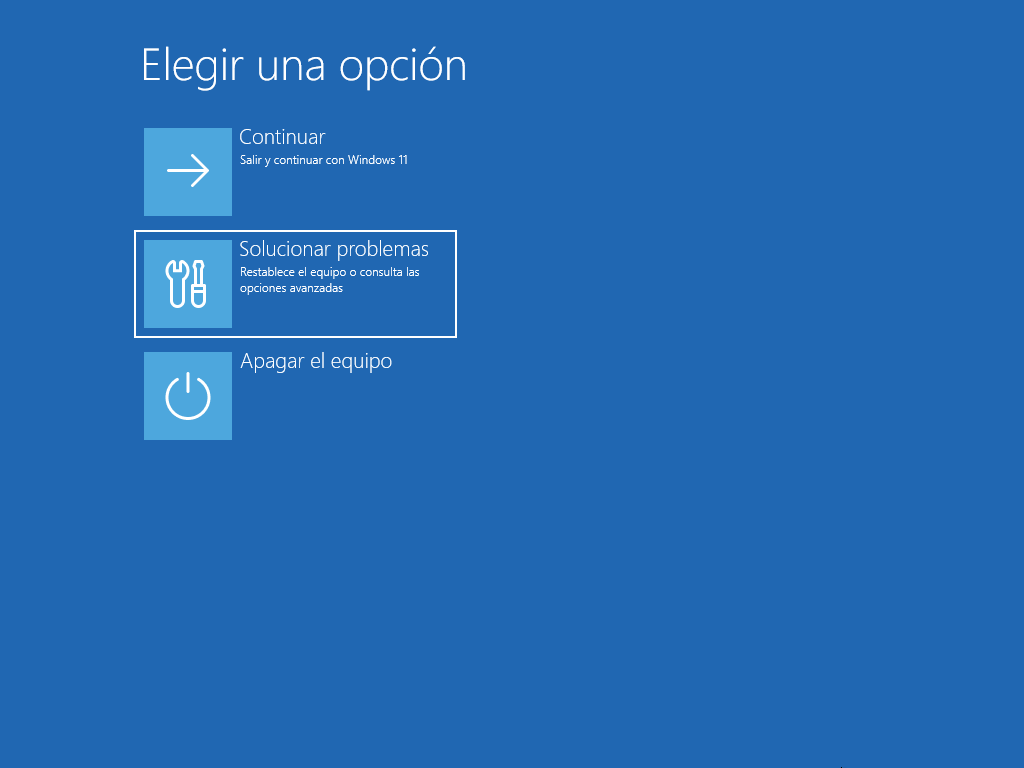 Elegir una opción
Continuar
Salir y continuar con Windows 11
Solucionar problemas
Restablece el equipo o consulta las
opciones avanzadas
Apagar el equipo